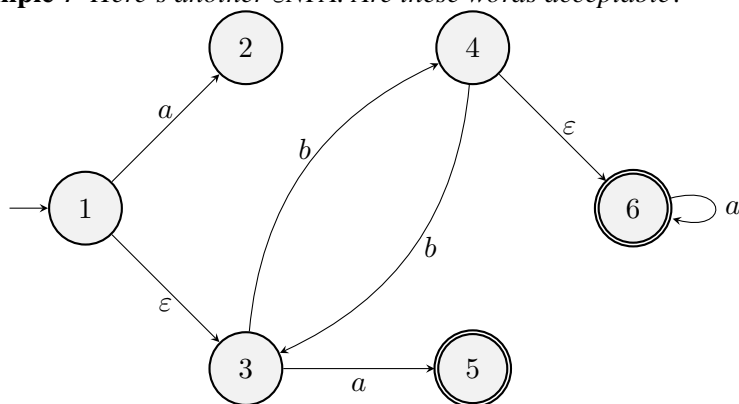 Here's another εNFA. Are these words acceptable?
2
4
a
ε
b
1
6
a
b
ε
3
5
a